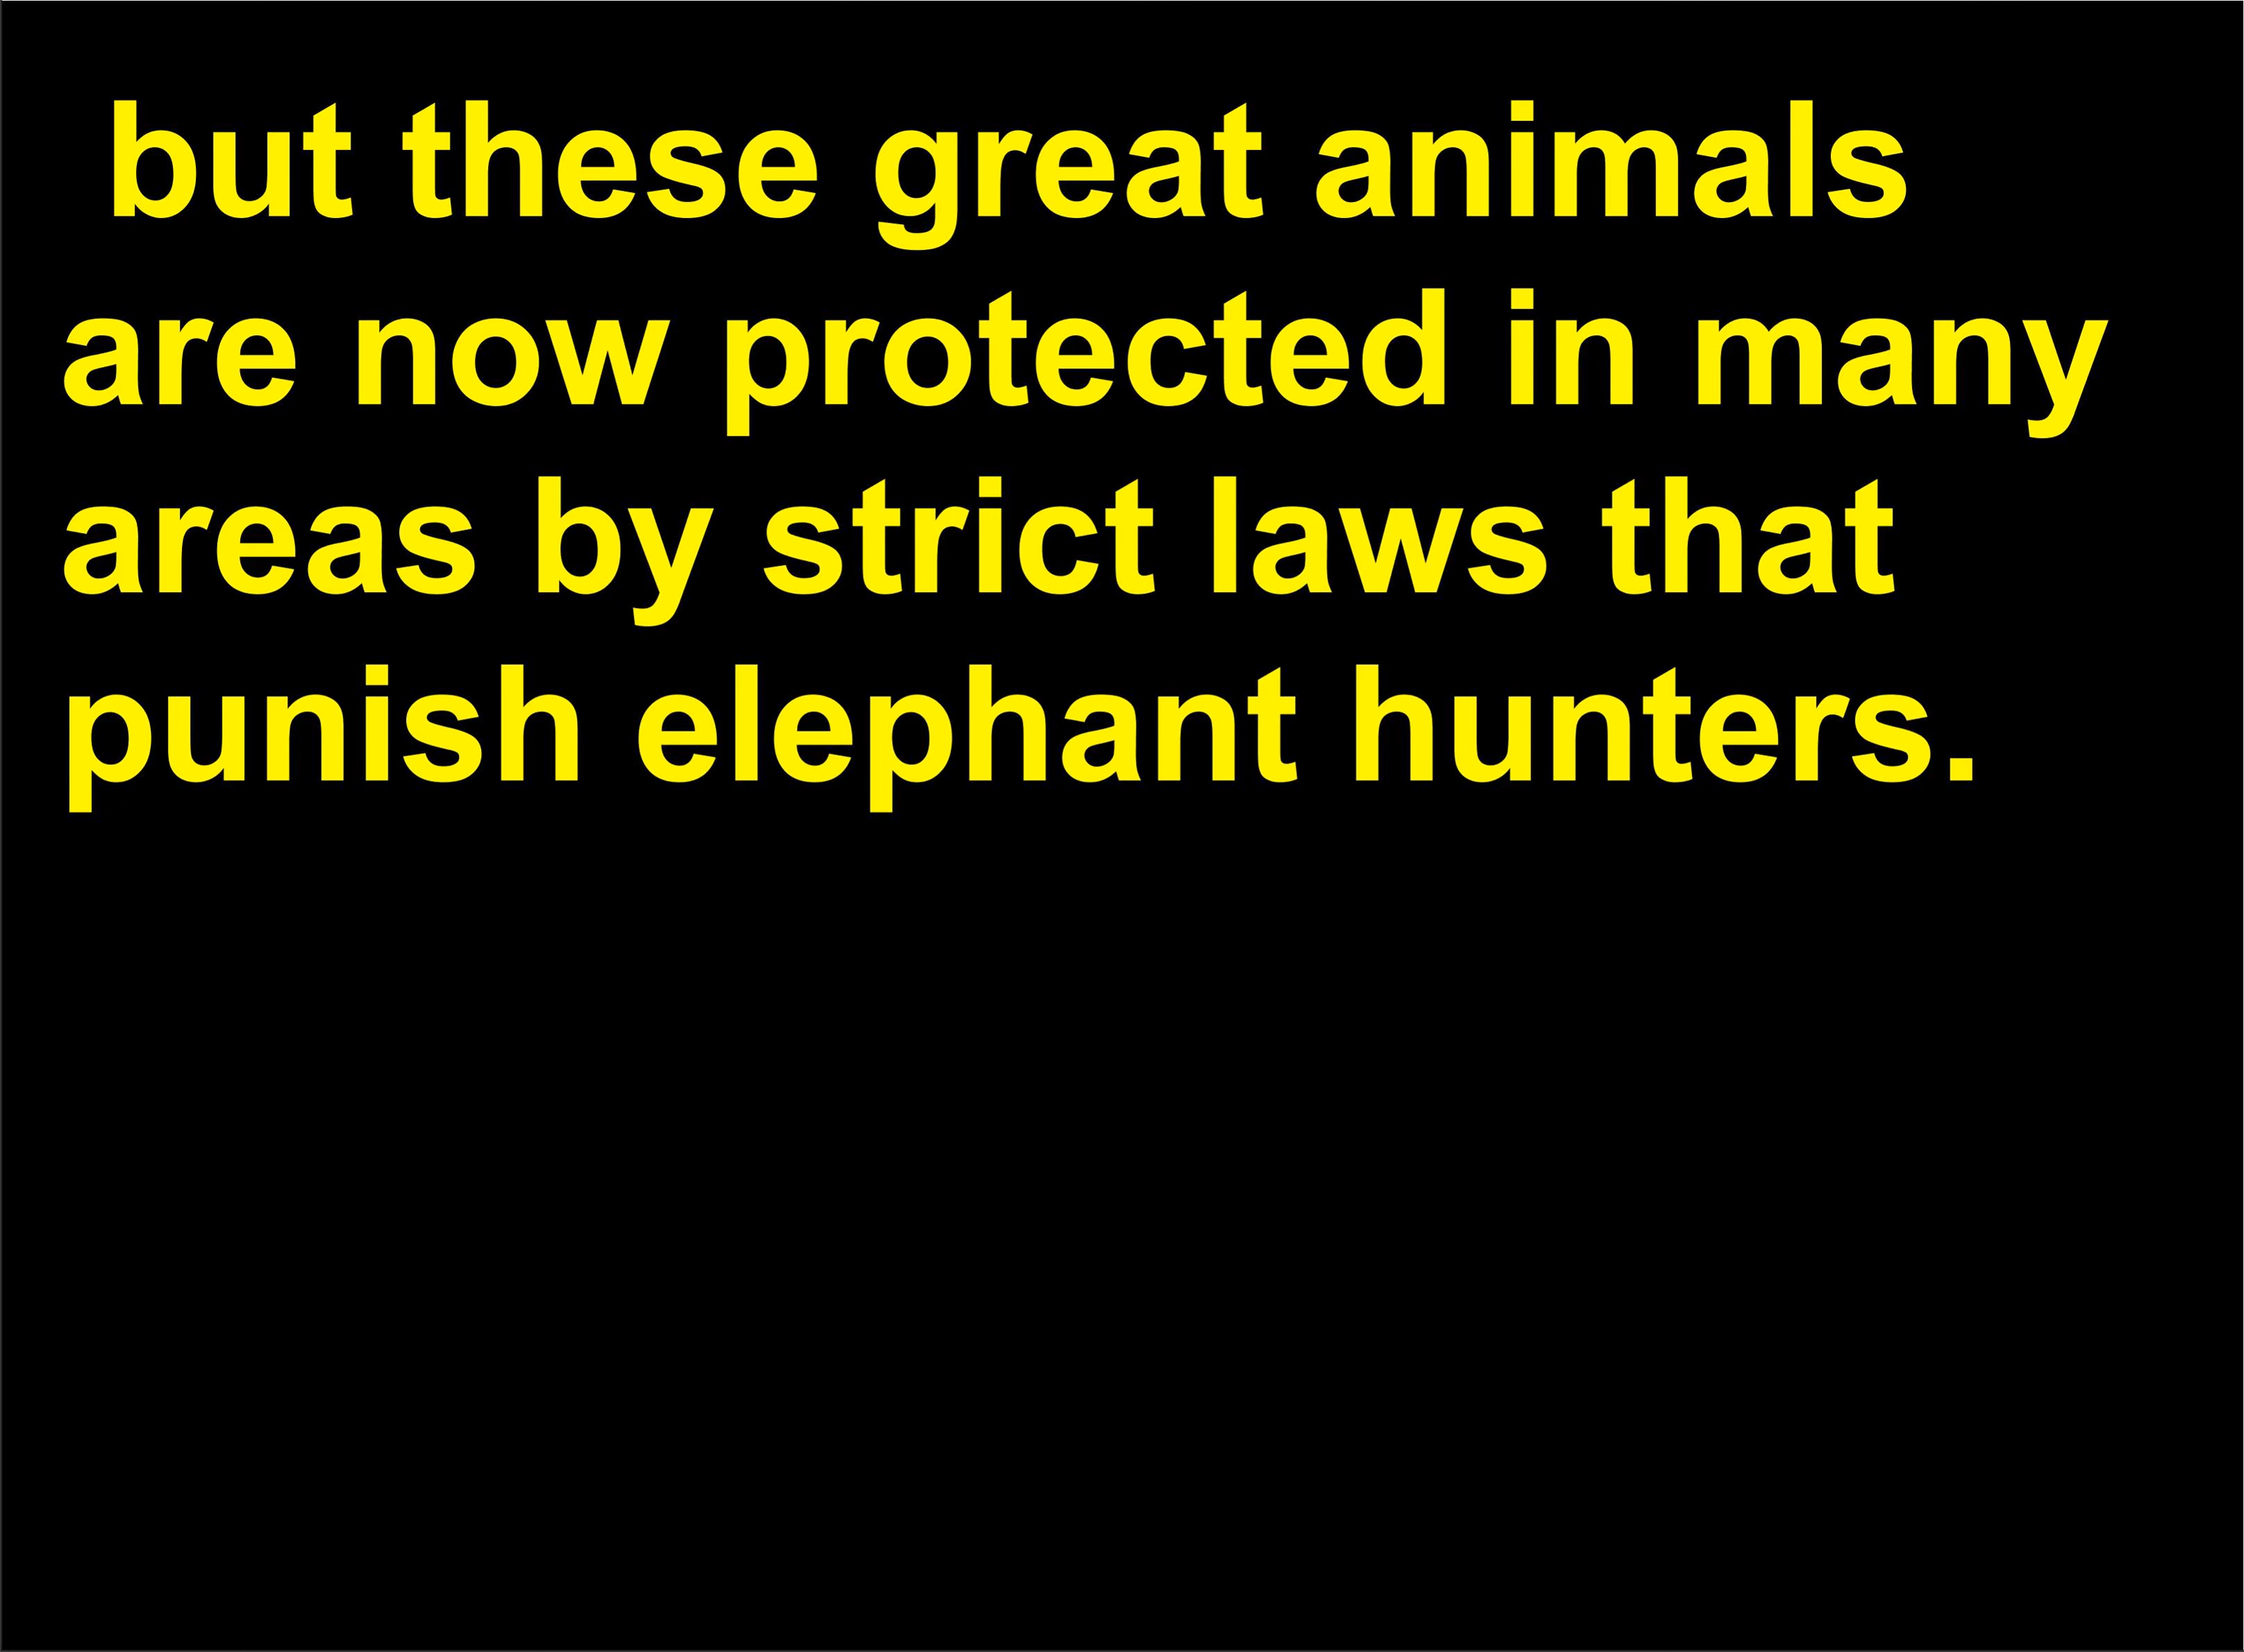 but these great animals
are now protected in many
areas by strict laws that
punish elephant hunters.